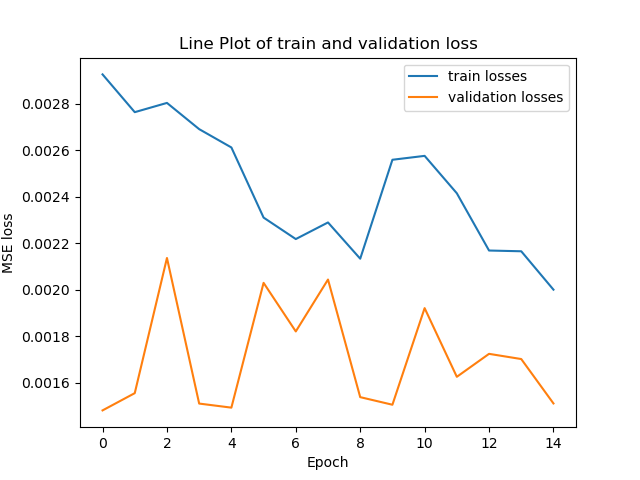 Line Plot of train and validation loss
train losses
validation losses
0.0028
0.0026
0.0024
0.0022
0.0020
0.0018
0.0016
MSE loss
0 2 4 6 8 10 12 14
Epoch